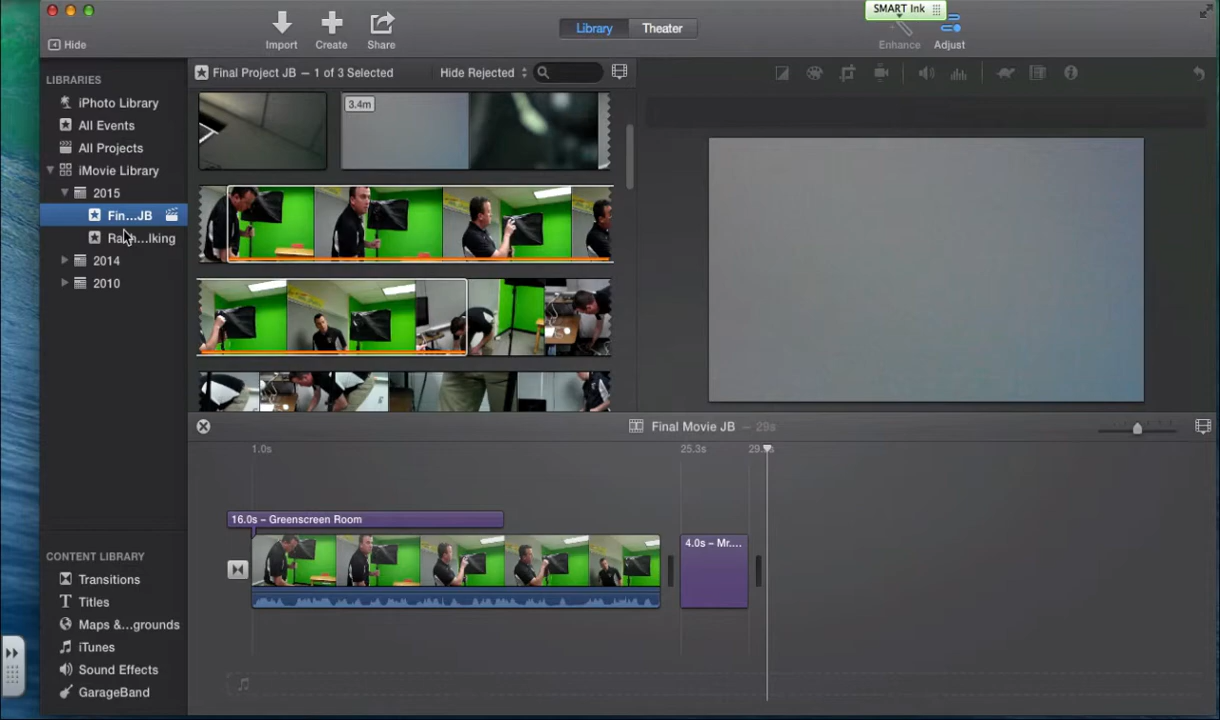 SMART Ink
Hide
Import
Create
Share
Library
Theater
Enhance
Adjust
LIBRARIES
iPhoto Library
All Events
All Projects
iMovie Library
2015
Fin...JB
lking
2014
2010
Final Project JB — 1 of 3 Selected
Hide Rejected
3.4m
Final Movie JB — 29s
1.0s
25.3s
29.
16.0s – Greenscreen Room
4.0s – Mr....
CONTENT LIBRARY
Transitions
Titles
Maps &...grounds
iTunes
Sound Effects
GarageBand